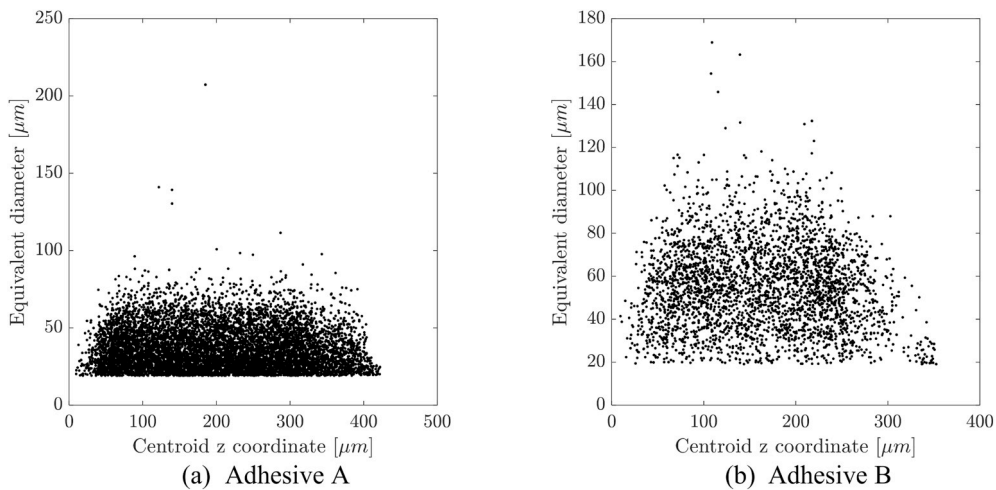 250
200
150
100
50
0
Equivalent diameter [μm]
0 100 200 300 400 500
Centroid z coordinate [μm]
(a) Adhesive A
180
160
140
120
100
80
60
40
20
0
Equivalent diameter [μm]
0 100 200 300 400
Centroid z coordinate [μm]
(b) Adhesive B